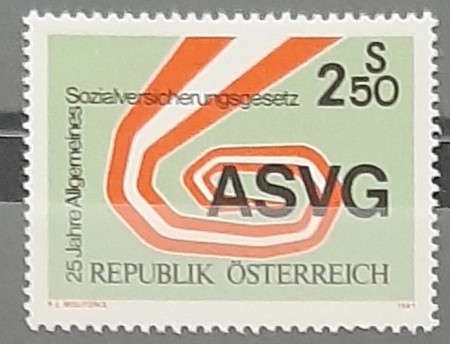 S
2 50
25 Jahre Allgemeines
Sozialversicherungsgesetz
ASVG
REPUBLIK ÖSTERREICH
1981